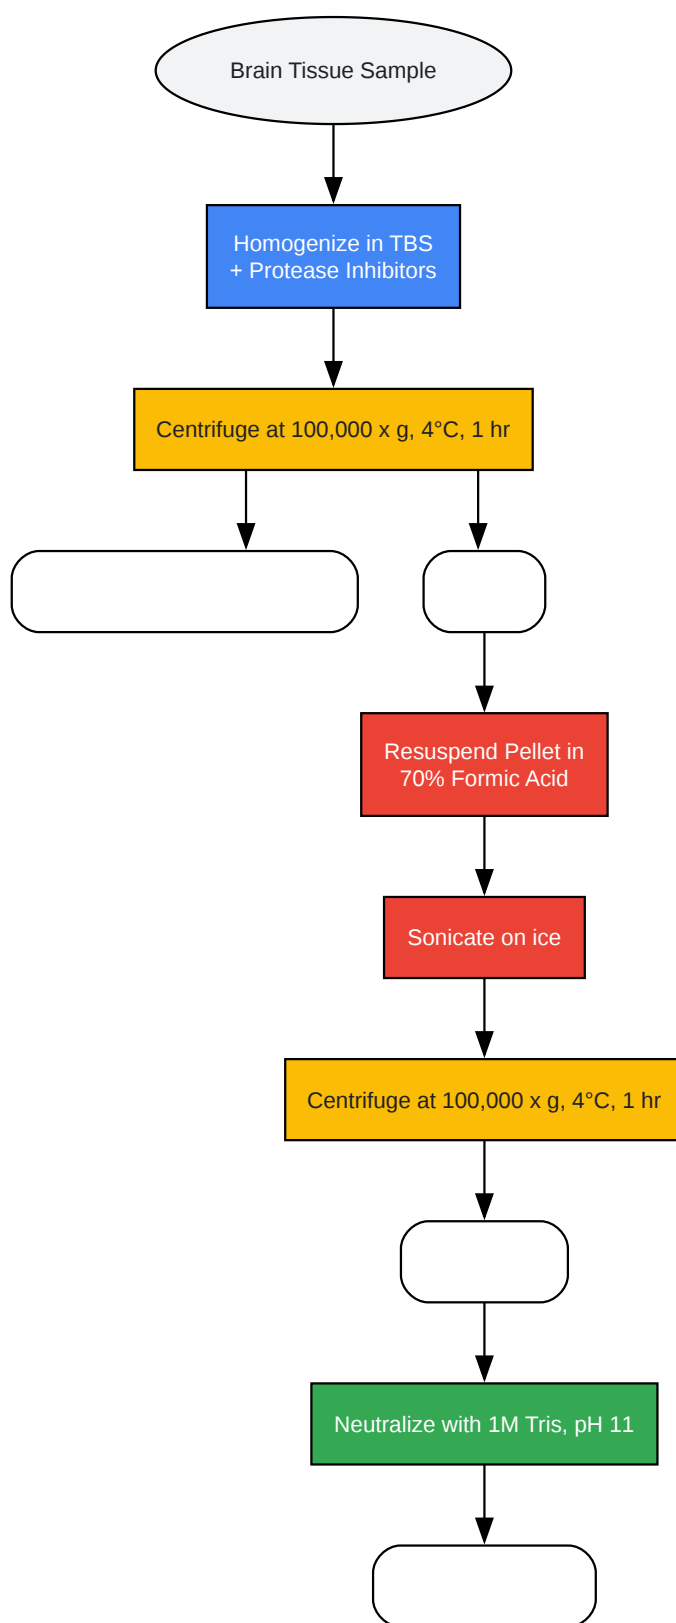 Brain Tissue Sample
Homogenize in TBS
+ Protease Inhibitors
Centrifuge at 100,000 x g, 4°C, 1 hr
Resuspend Pellet in
70% Formic Acid
Sonicate on ice
Centrifuge at 100,000 x g, 4°C, 1 hr
Neutralize with 1M Tris, pH 11